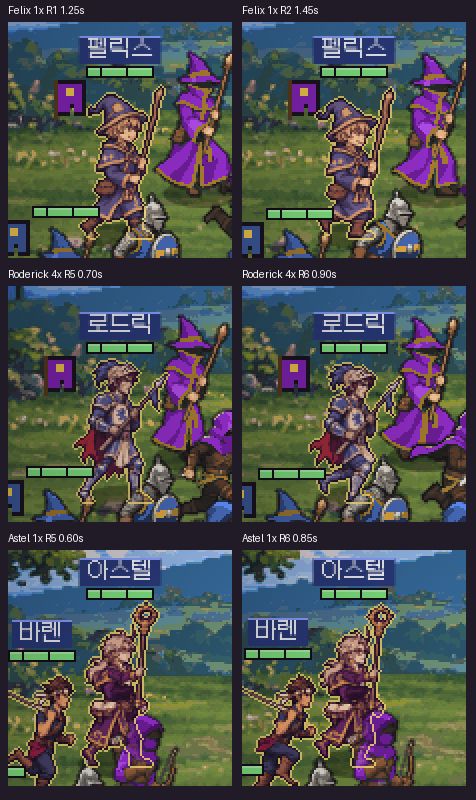 Felix 1x R1 1.25s
Felix 1x R2 1.45s
펠릭스
펠릭스
Roderick 4x R5 0.70s
Roderick 4x R6 0.90s
로드릭
로드릭
Astel 1x R5 0.60s
Astel 1x R6 0.85s
아스텔
아스텔
바렌
바렌